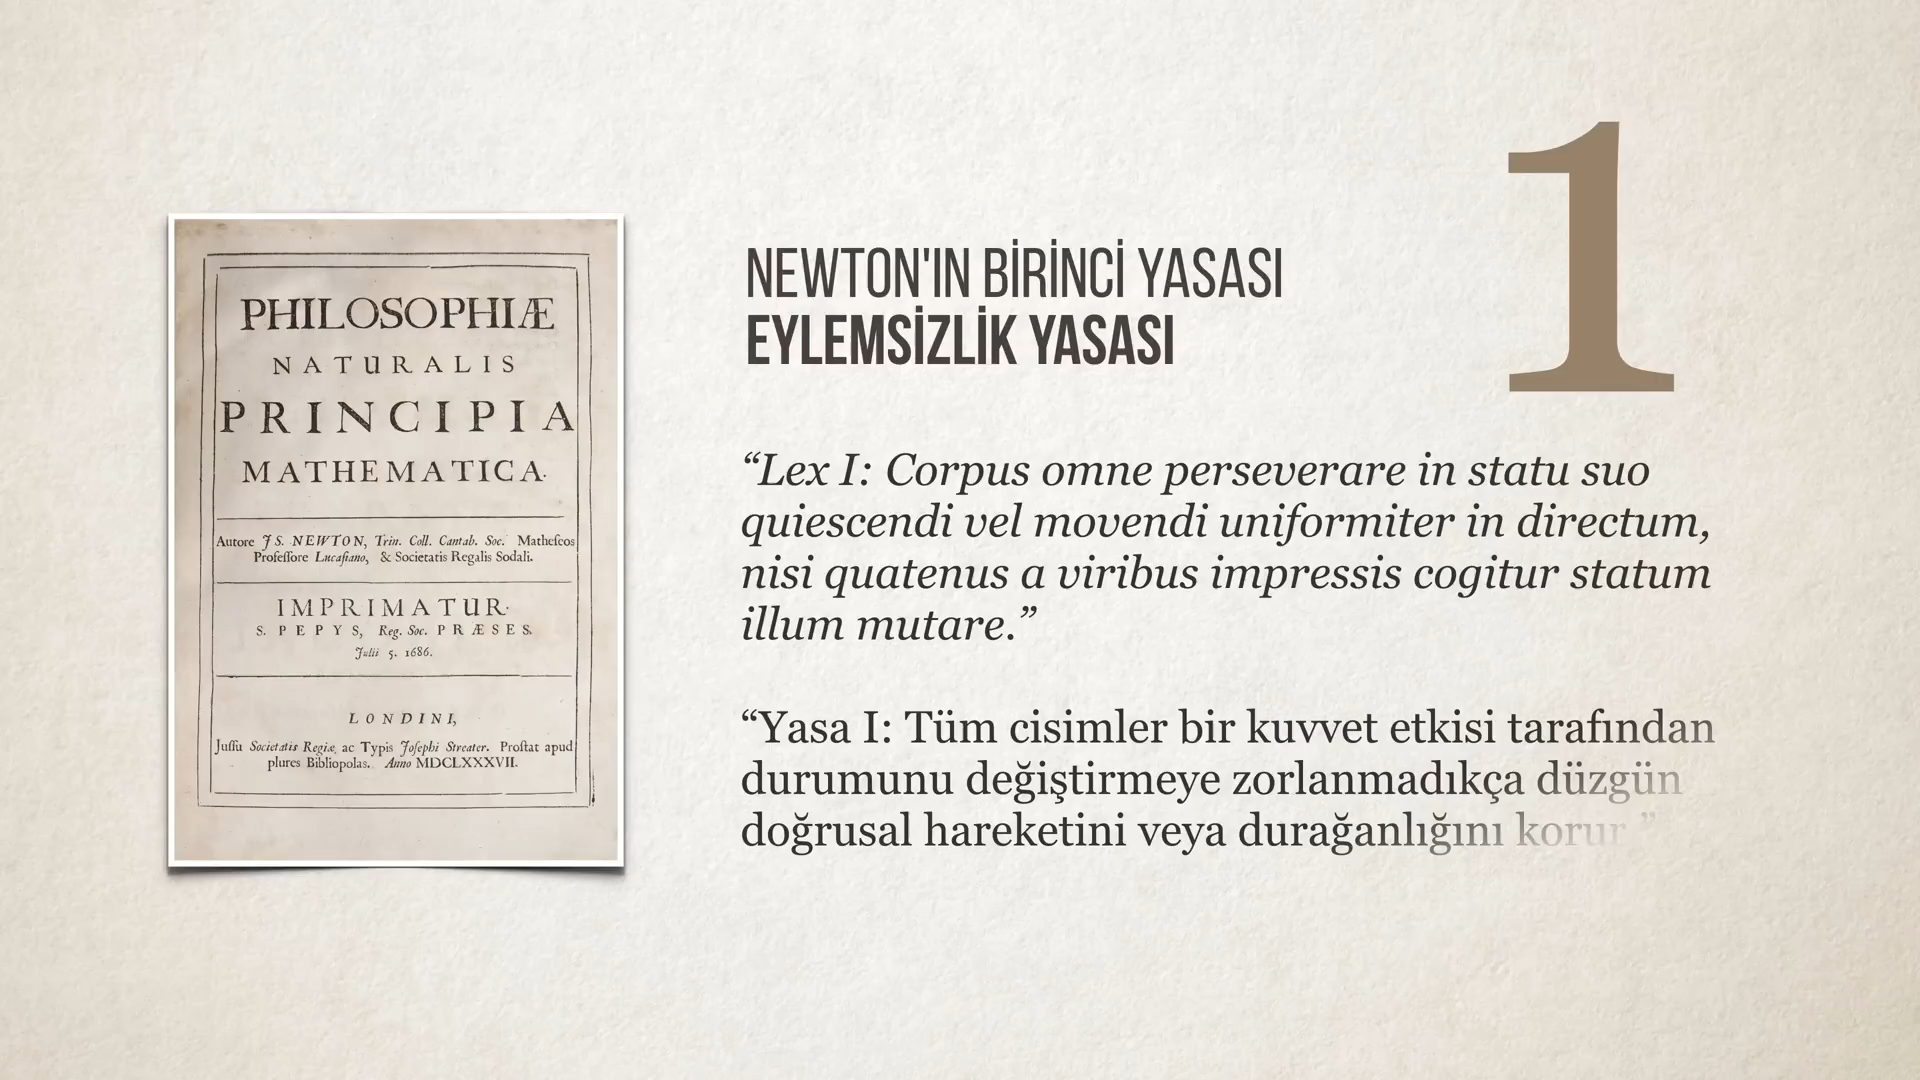 PHILOSOPHIÆ
NATURALIS
PRINCIPIA
MATHEMATICA.
Autore JS. NEWTON, Trin. Coll. Cantab. Soc. Matheſeos
Profeſſore Lucaſiano, & Societatis Regalis Sodali.
IMPRIMATUR.
S. PEPYS, Reg. Soc. PRÆSES.
Julii 5. 1686.
LONDINI,
Juſſu Societatis Regiæ ac Typis Joſephi Streater. Proſtat apud
plures Bibliopolas. Anno MDCLXXXVII.
1
NEWTON'IN BİRİNCİ YASASI
EYLEMSİZLİK YASASI
“Lex I: Corpus omne perseverare in statu suo
quiescendi vel movendi uniformiter in directum,
nisi quatenus a viribus impressis cogitur statum
illum mutare.”
“Yasa I: Tüm cisimler bir kuvvet etkisi tarafından
durumunu değiştirmeye zorlanmadıkça düzgün
doğrusal hareketini veya durağanlığını korur.”